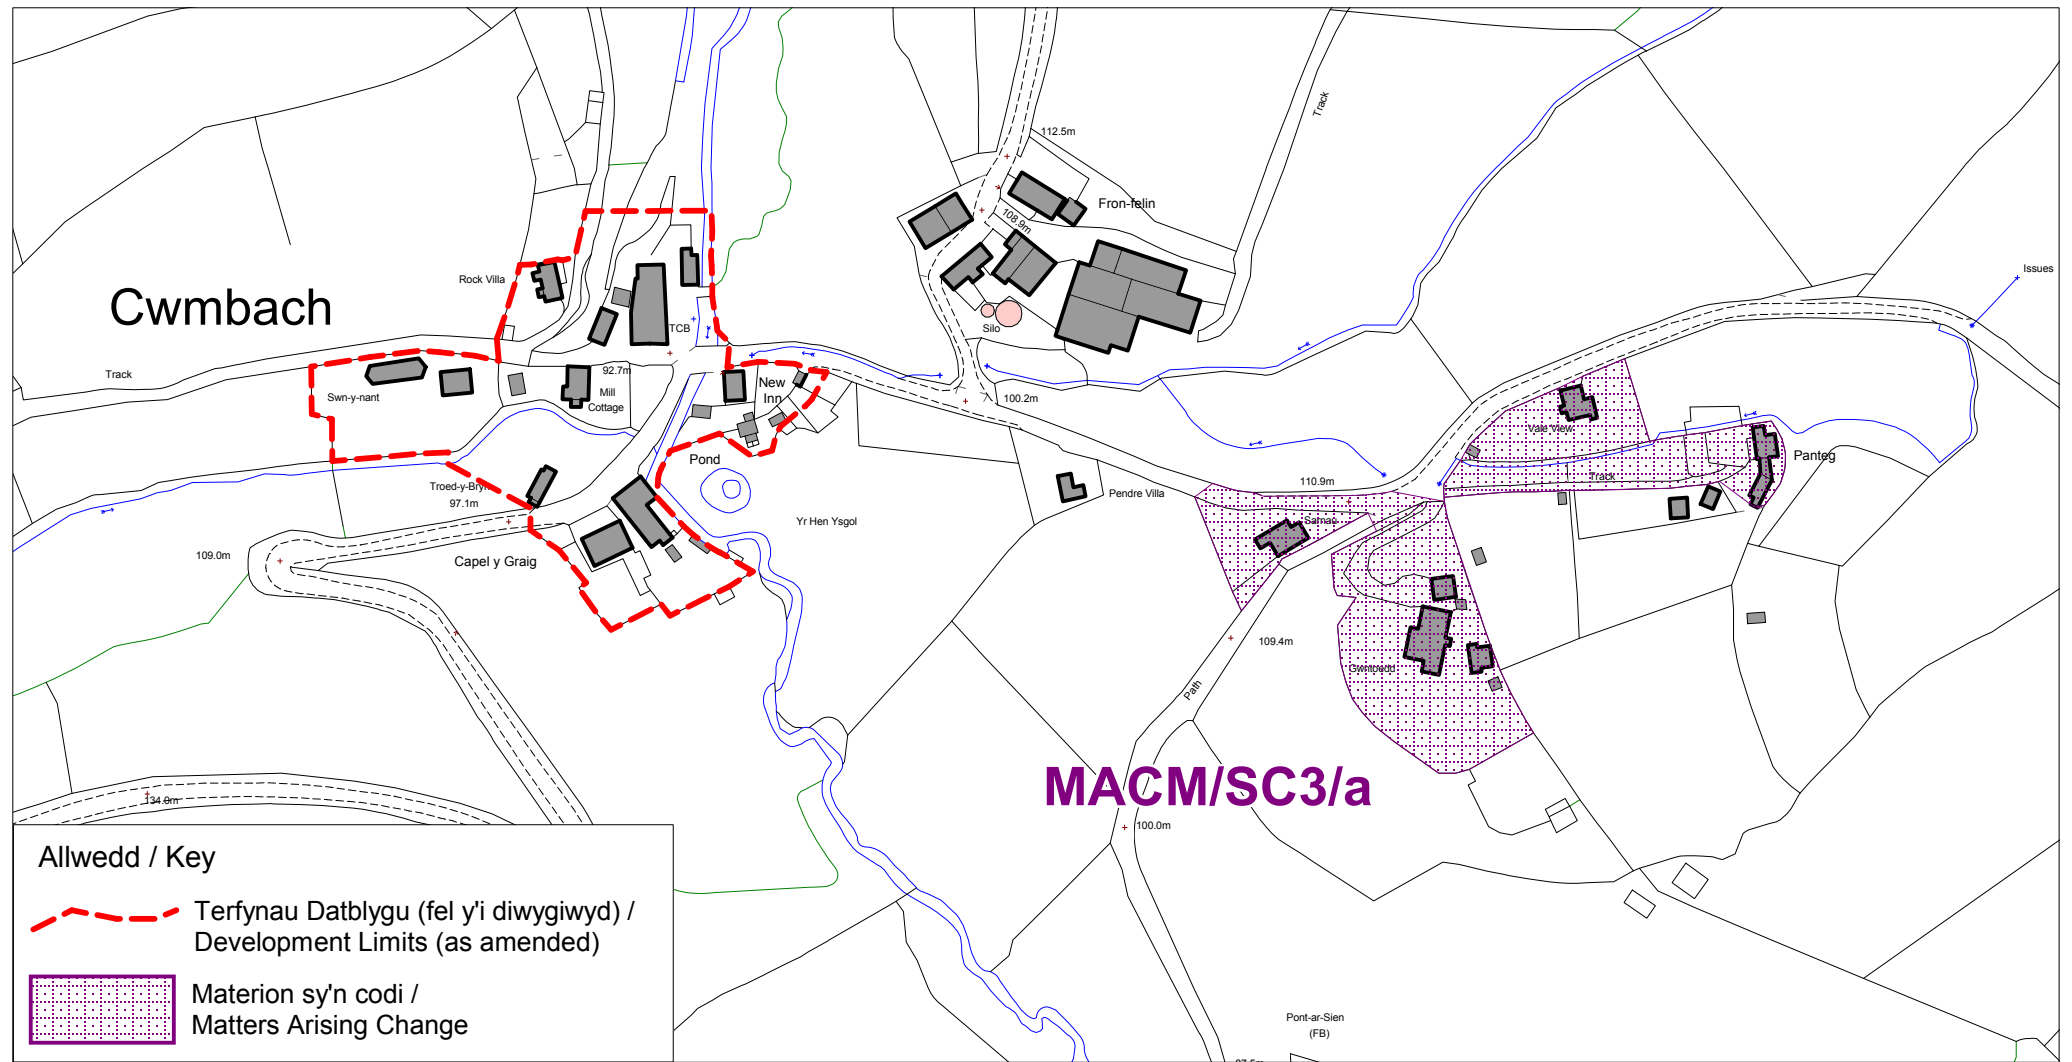 112.5m
Track
Fron-felin
108.9m
Issues
Rock Villa
Cwmbach
TCB
Silo
Track
92.7m
Swn-y-nant
Mill
Cottage
New
Inn
100.2m
Vale View
Panteg
Pond
Track
Troed-y-Bryn
97.1m
Pendre Villa
110.9m
Yr Hen Ysgol
Samaa
109.0m
Capel y Graig
109.4m
Gwntoedd
Path
MACM/SC3/a
134.0m
100.0m
Allwedd / Key
Terfynau Datblygu (fel y'i diwygiwyd) /
Development Limits (as amended)
Materion sy'n codi /
Matters Arising Change
Pont-ar-Sien
(FB)